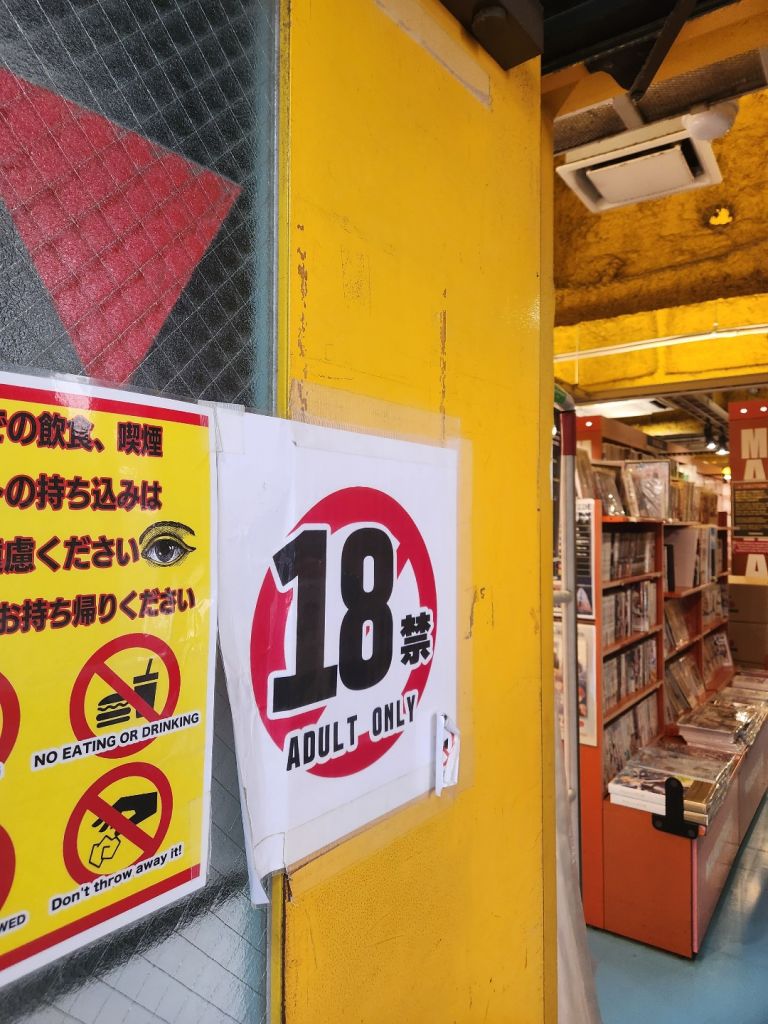 での飲食、喫煙
の持ち込みは
慮ください
お持ち帰りください
NO EATING OR DRINKING
Don't throw away it!
WED
18禁
ADULT ONLY